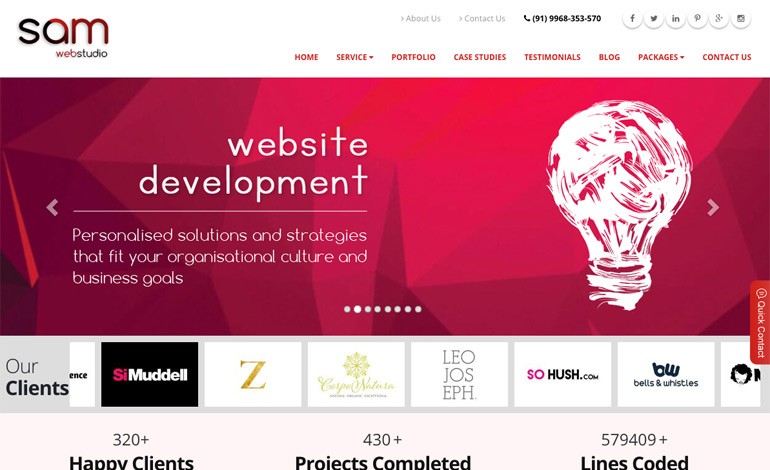 sam
webstudio
About Us
Contact Us
(91) 9968-353-570
HOME
SERVICE
PORTFOLIO
CASE STUDIES
TESTIMONIALS
BLOG
PACKAGES
CONTACT US
website
development
Personalised solutions and strategies
that fit your organisational culture and
business goals
Quick Contact
Our
Clients
ence
SiMuddell
Z
CorpoNatura
LEO
JOS
EPH.
SO HUSH.COM
bw
bells & whistles
320+
430 +
579409 +
Happy Clients
Projects Completed
Lines Coded